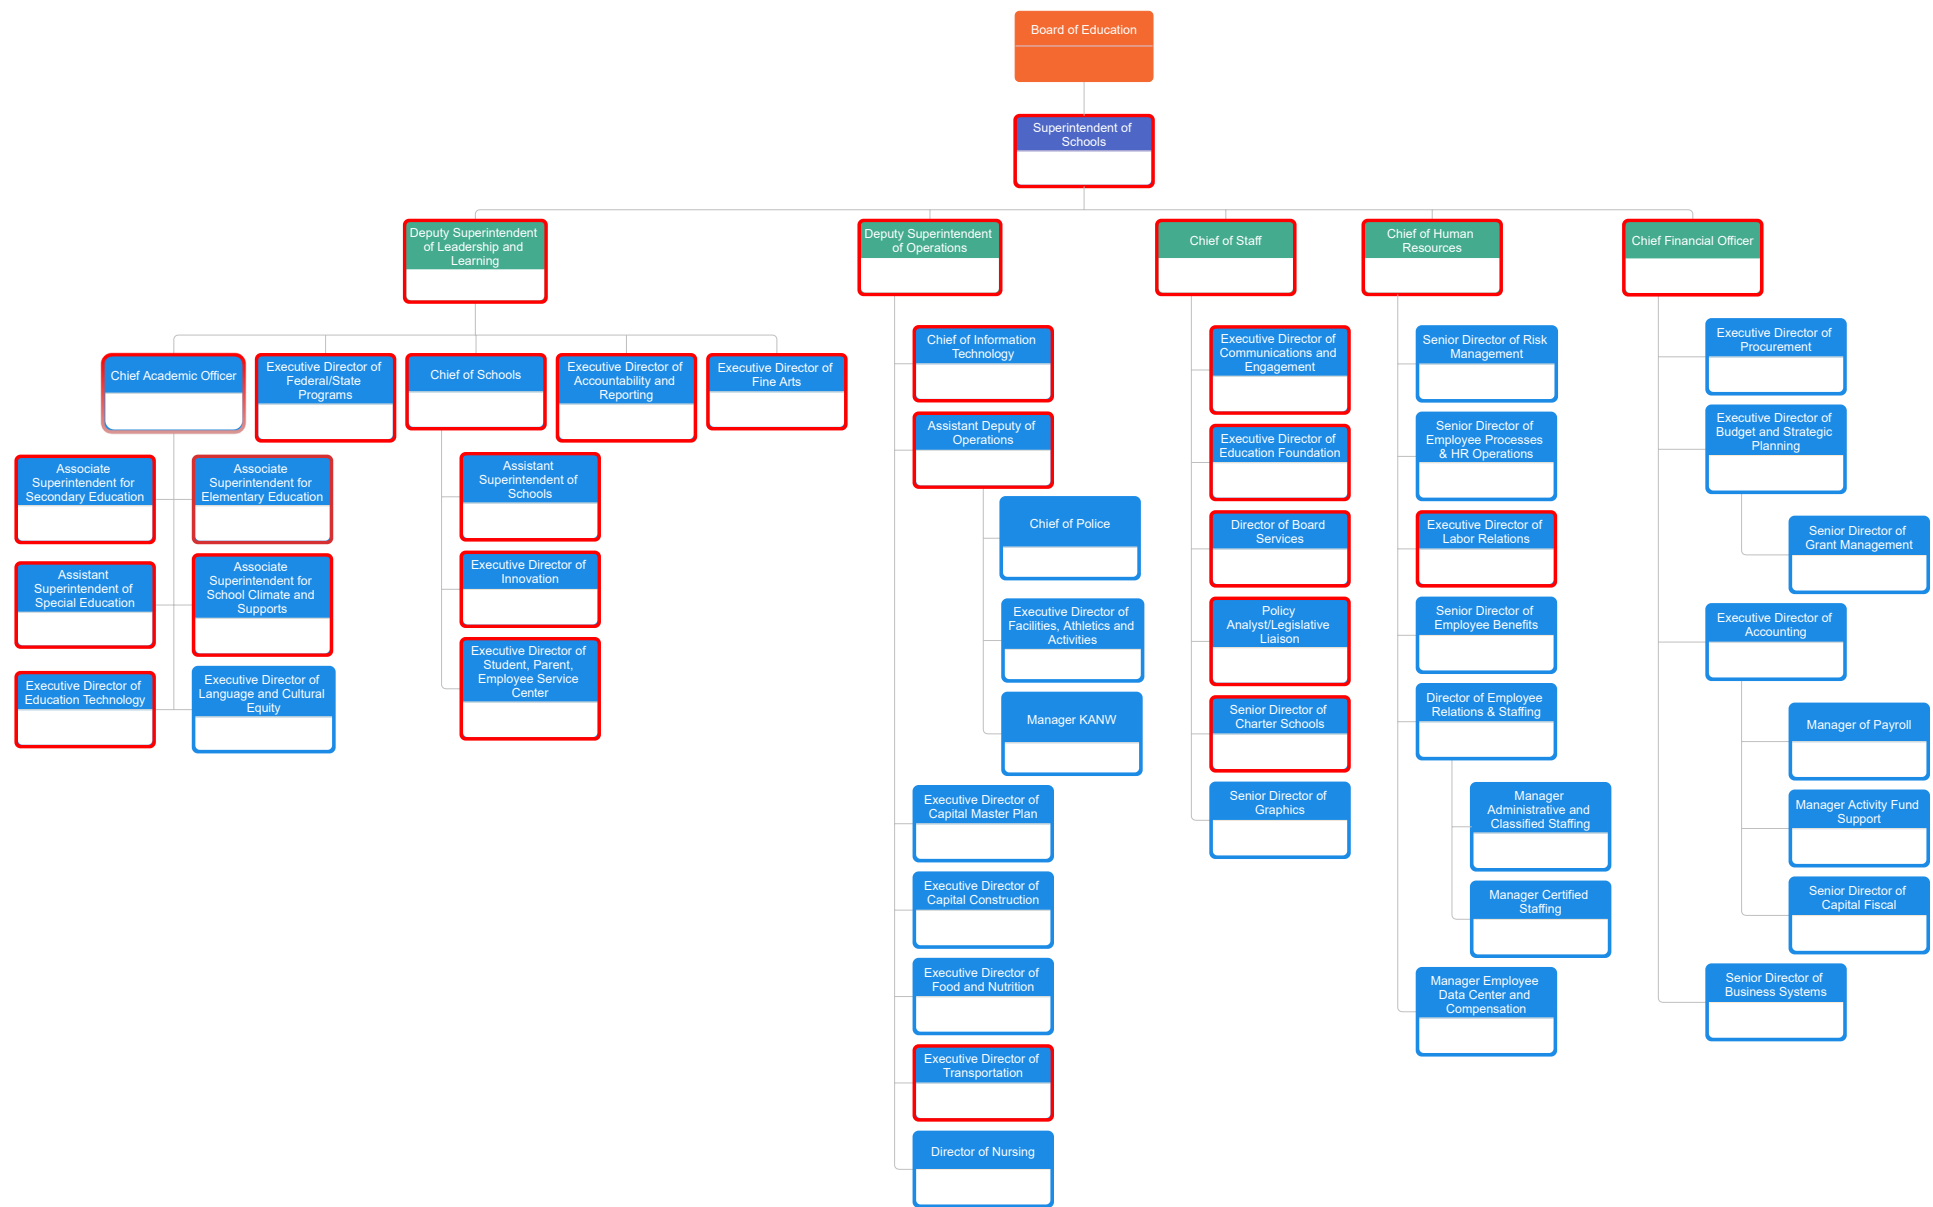 Board of Education
Superintendent of
Schools
Deputy Superintendent
of Leadership and
Learning
Deputy Superintendent
of Operations
Chief of Staff
Chief of Human
Resources
Chief Financial Officer
Chief Academic Officer
Executive Director of
Federal/State
Programs
Chief of Schools
Executive Director of
Accountability and
Reporting
Executive Director of
Fine Arts
Associate
Superintendent for
Secondary Education
Associate
Superintendent for
Elementary Education
Assistant
Superintendent of
Special Education
Associate
Superintendent for
School Climate and
Supports
Executive Director of
Education Technology
Executive Director of
Language and Cultural
Equity
Assistant
Superintendent of
Schools
Executive Director of
Innovation
Executive Director of
Student, Parent,
Employee Service
Center
Chief of Information
Technology
Assistant Deputy of
Operations
Chief of Police
Executive Director of
Facilities, Athletics and
Activities
Manager KANW
Executive Director of
Capital Master Plan
Executive Director of
Capital Construction
Executive Director of
Food and Nutrition
Executive Director of
Transportation
Director of Nursing
Executive Director of
Communications and
Engagement
Executive Director of
Education Foundation
Director of Board
Services
Policy
Analyst/Legislative
Liaison
Senior Director of
Charter Schools
Senior Director of
Graphics
Senior Director of Risk
Management
Senior Director of
Employee Processes
& HR Operations
Executive Director of
Labor Relations
Senior Director of
Employee Benefits
Director of Employee
Relations & Staffing
Manager
Administrative and
Classified Staffing
Manager Certified
Staffing
Manager Employee
Data Center and
Compensation
Executive Director of
Procurement
Executive Director of
Budget and Strategic
Planning
Senior Director of
Grant Management
Executive Director of
Accounting
Manager of Payroll
Manager Activity Fund
Support
Senior Director of
Capital Fiscal
Senior Director of
Business Systems